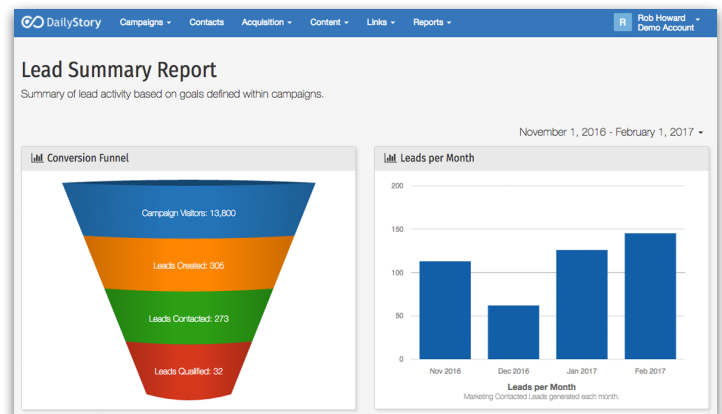 DailyStory Campaigns Contacts Acquisition Content Links Reports R Rob Howard
Demo Account
Lead Summary Report
Summary of lead activity based on goals defined within campaigns.
November 1, 2016 - February 1, 2017
Conversion Funnel
Campaign Visitors: 13,800
Leads Created: 305
Leads Contacted: 273
Leads Qualified: 32
Leads per Month
200
150
100
50
0
Nov 2016 Dec 2016 Jan 2017 Feb 2017
Leads per Month
Marketing Contacted Leads generated each month.